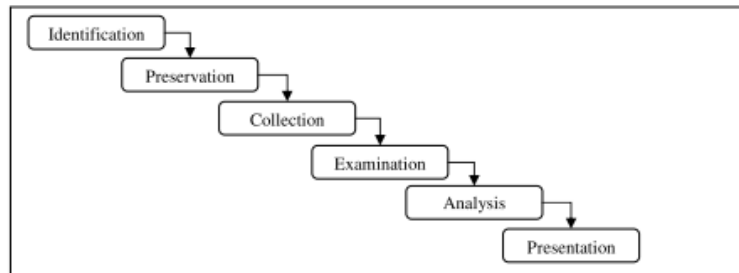 Identification
Preservation
Collection
Examination
Analysis
Presentation